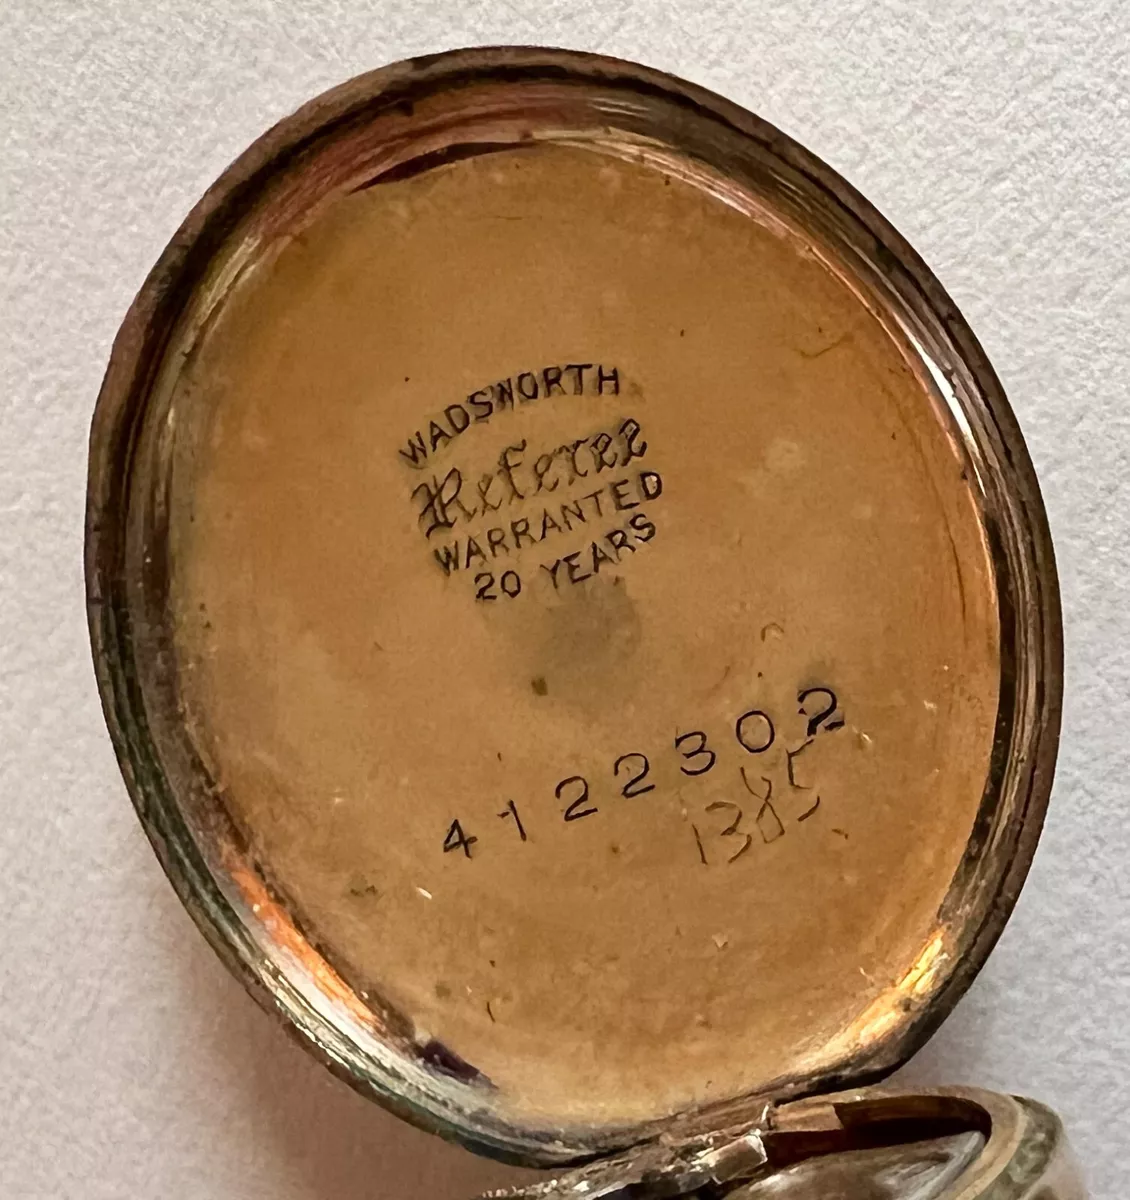 WADSWORTH
Referee
WARRANTED
20 YEARS
4122302
1385